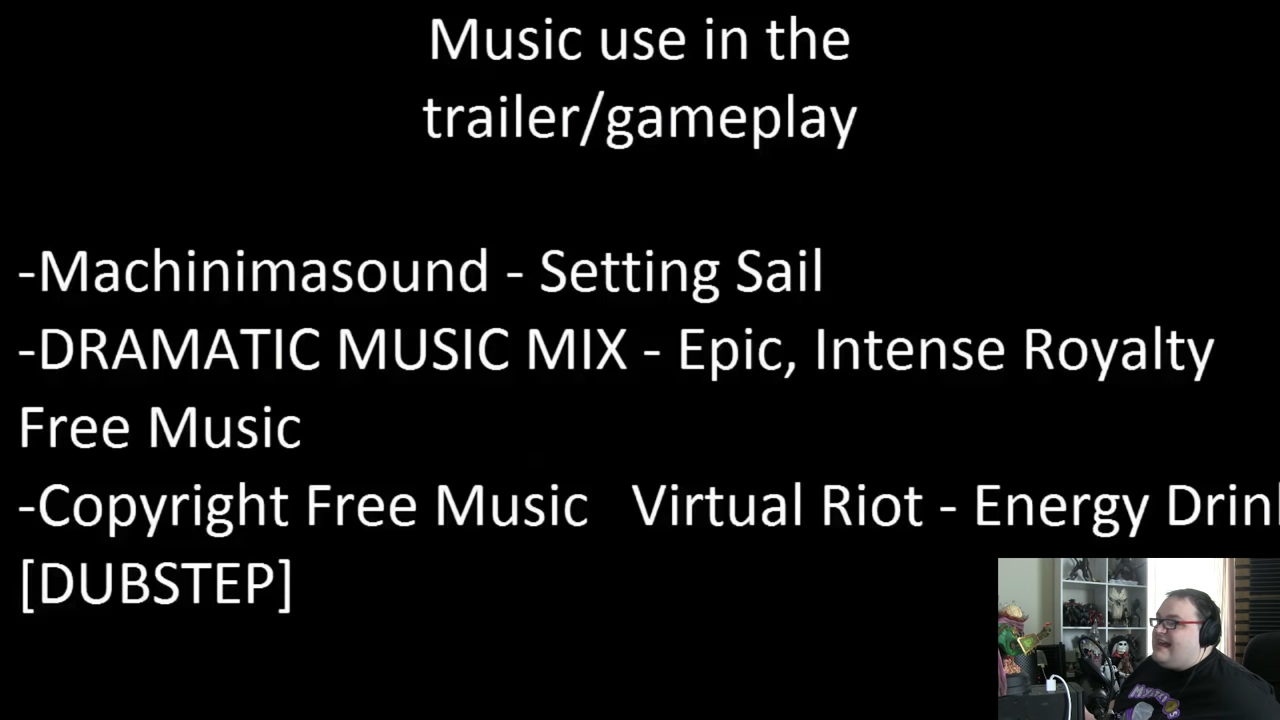 Music use in the
trailer/gameplay
-Machinimasound - Setting Sail
-DRAMATIC MUSIC MIX - Epic, Intense Royalty
Free Music
-Copyright Free Music   Virtual Riot - Energy
[DUBSTEP]